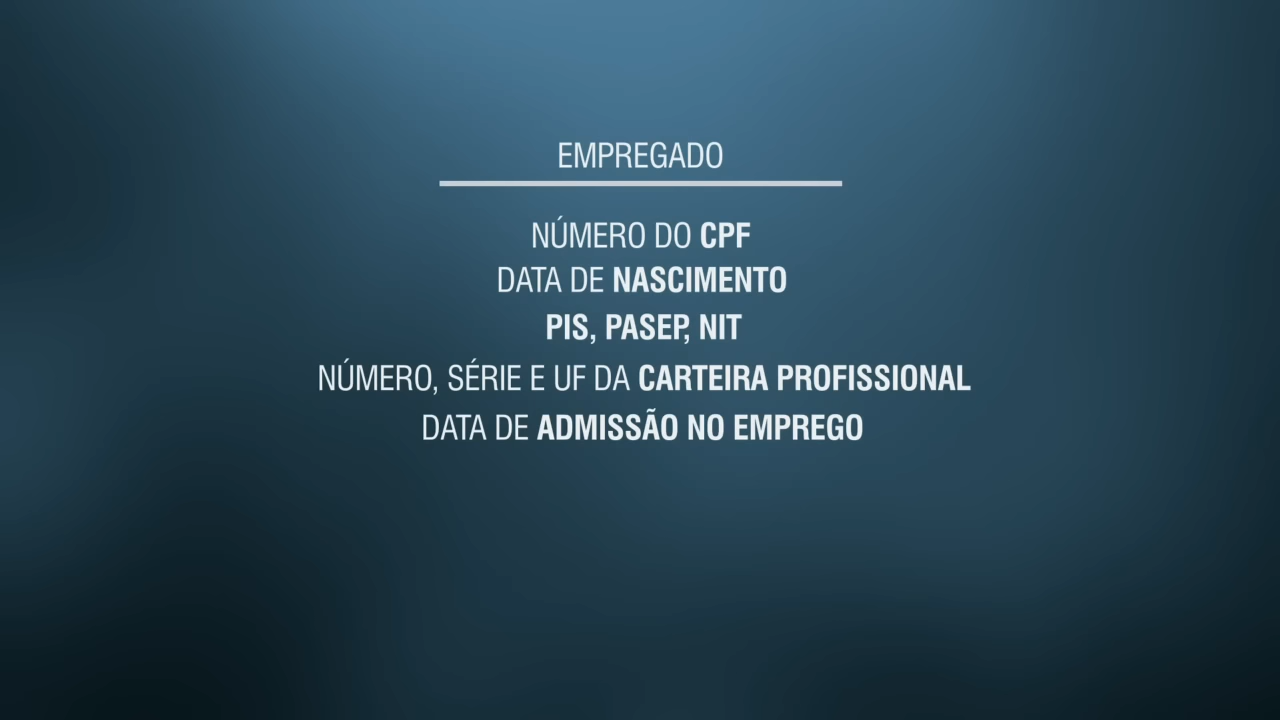 EMPREGADO
NÚMERO DO CPF
DATA DE NASCIMENTO
PIS, PASEP, NIT
NÚMERO, SÉRIE E UF DA CARTEIRA PROFISSIONAL
DATA DE ADMISSÃO NO EMPREGO